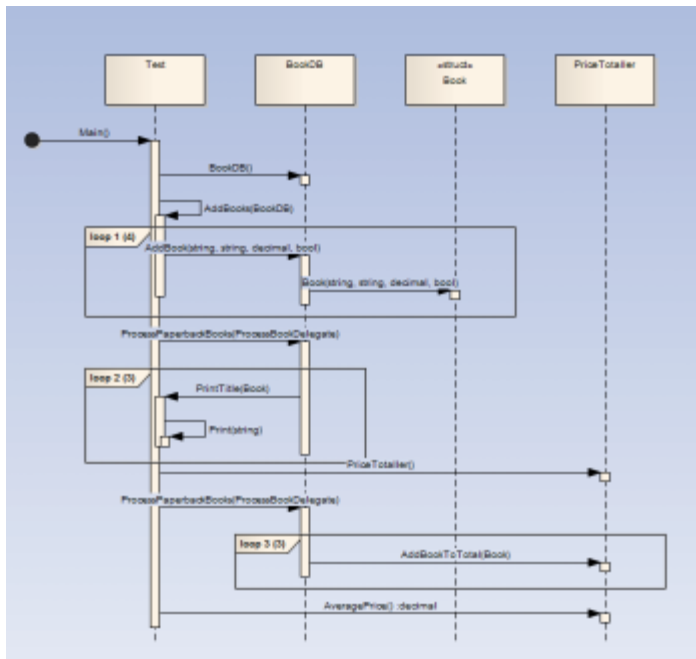 Test
BookDB
«struct»
Book
PriceTotaller
Main()
BookDB()
AddBooks(BookDB)
loop 1 (4)
AddBook(string, string, decimal, bool)
Book(string, string, decimal, bool)
ProcessPaperbackBooks(ProcessBookDelegate)
loop 2 (3)
PrintTitle(Book)
Print(string)
PriceTotaller()
ProcessPaperbackBooks(ProcessBookDelegate)
loop 3 (3)
AddBookToTotal(Book)
AveragePrice() :decimal